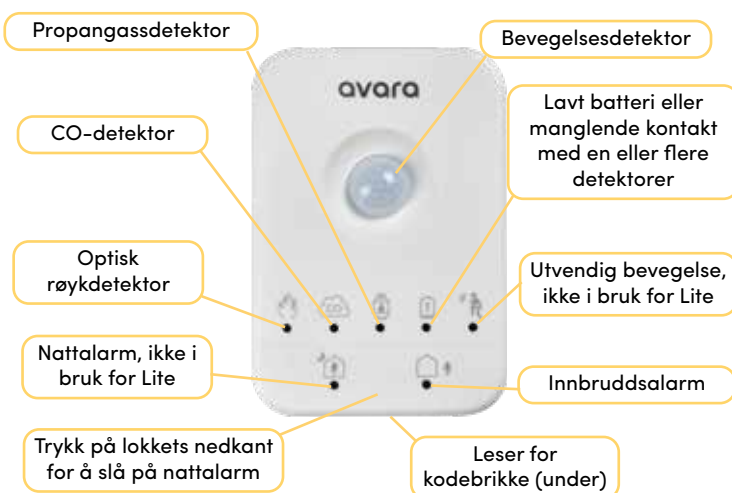 Propangassdetektor
Bevegelsesdetektor
avara
CO-detektor
Lavt batteri eller
manglende kontakt
med en eller flere
detektorer
Optisk
røykdetektor
Utvendig bevegelse,
ikke i bruk for Lite
CO
Nattalarm, ikke i
bruk for Lite
Innbruddsalarm
Trykk på lokkets nedkant
for å slå på nattalarm
Leser for
kodebrikke (under)